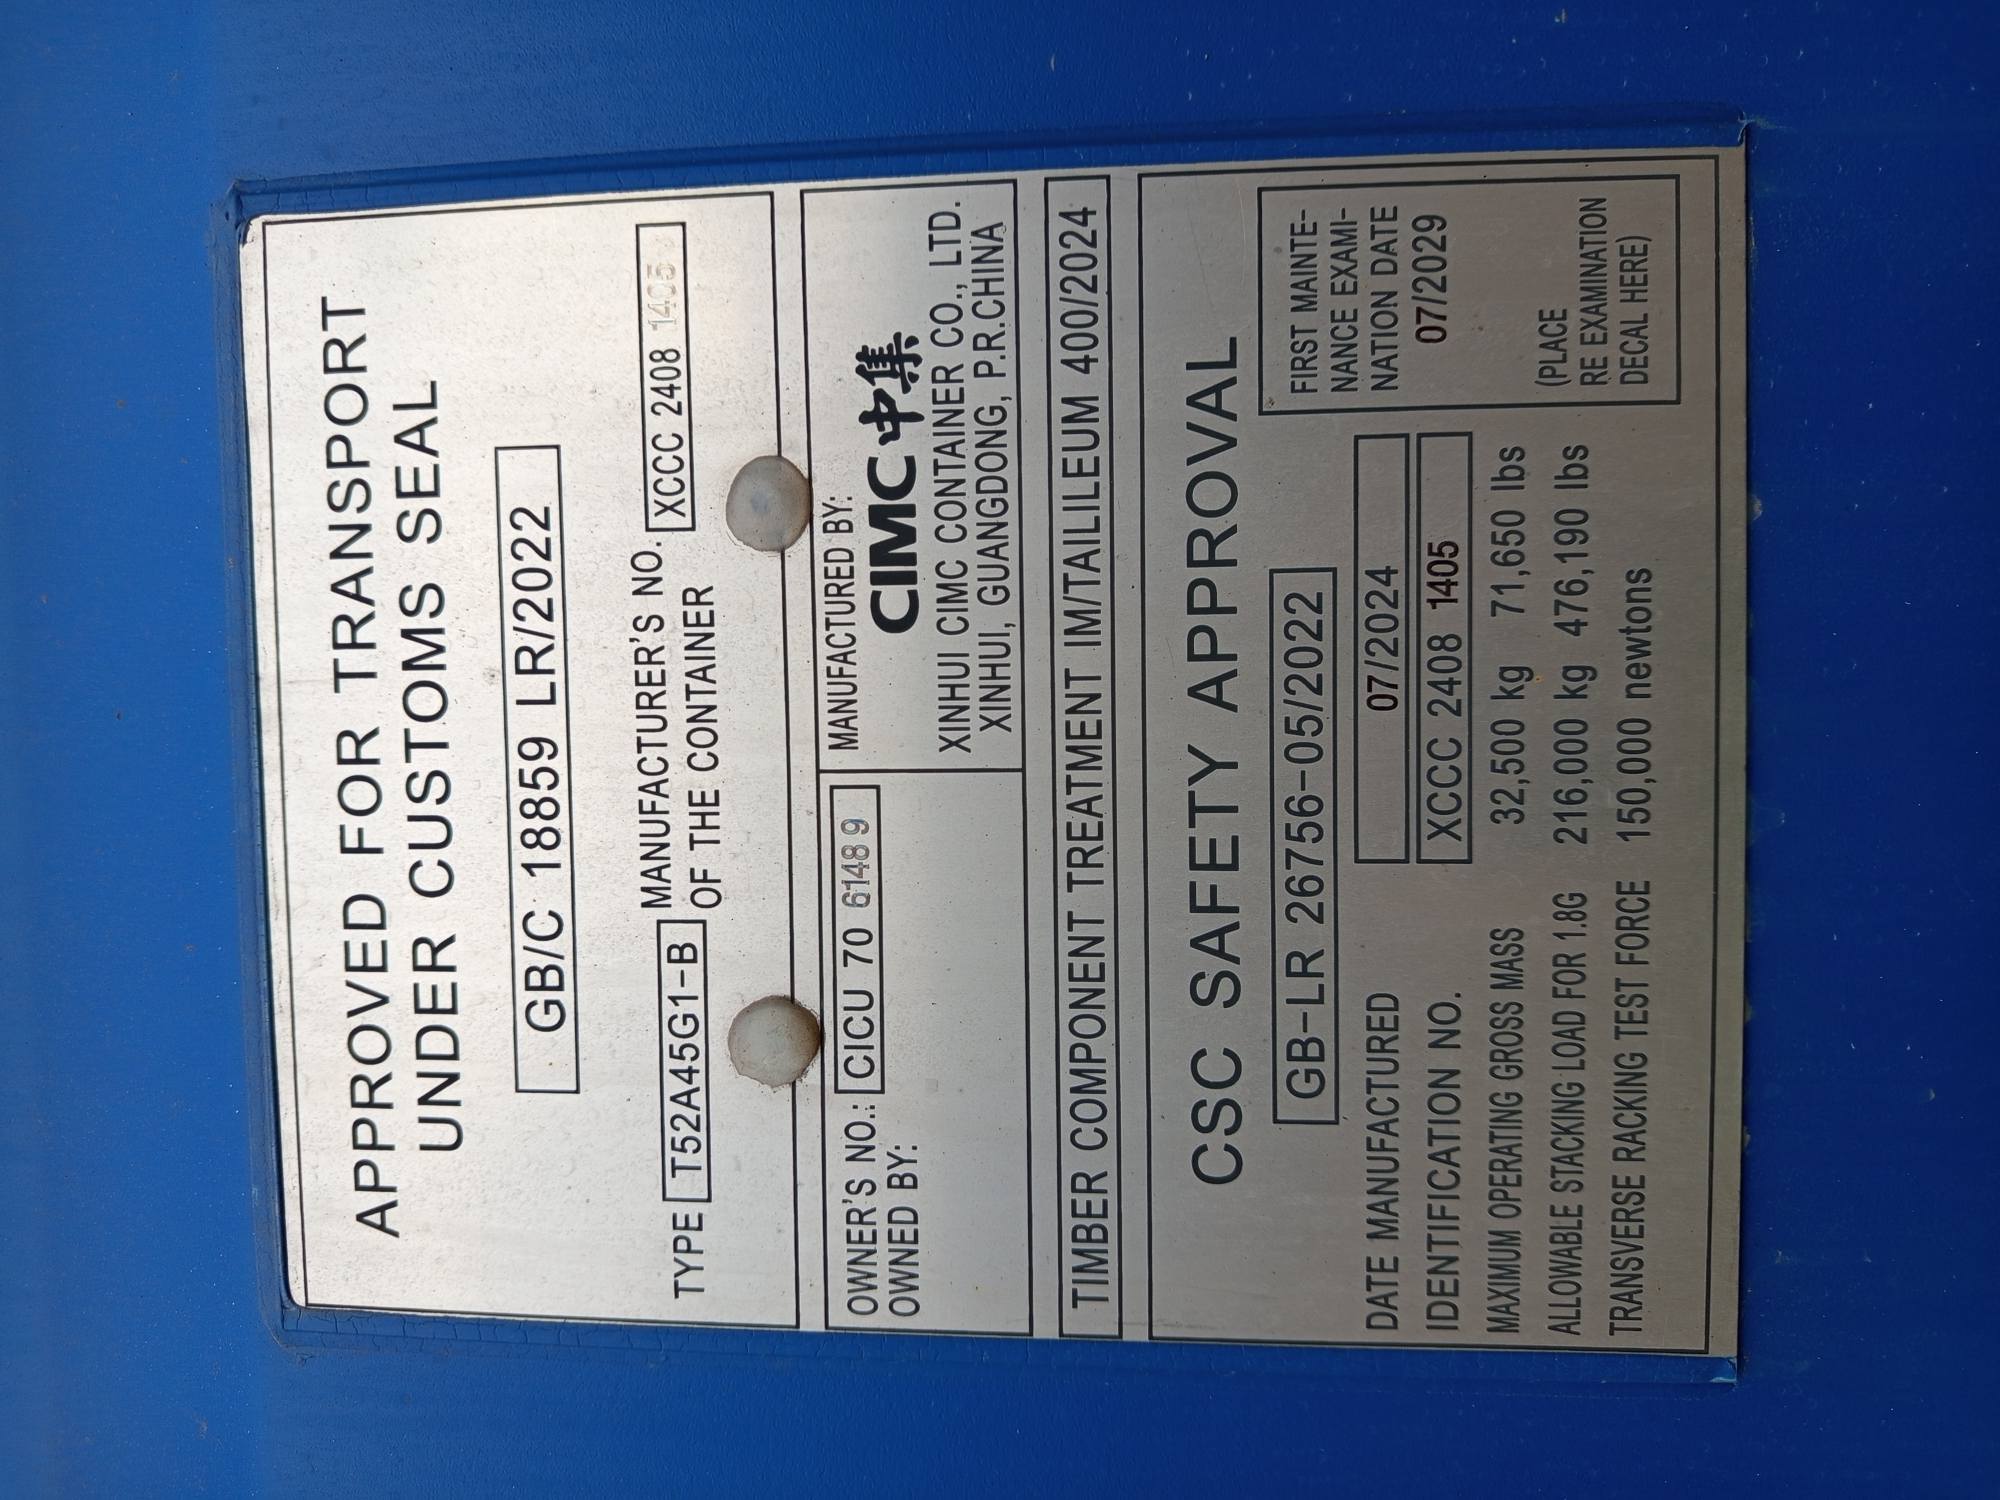 APPROVED FOR TRANSPORT
UNDER CUSTOMS SEAL
GB/C 18859 LR/2022
TYPE T52A45G1-B MANUFACTURER'S NO. XCCC 2408 1405
OF THE CONTAINER
OWNER'S NO.: CICU 70 61489
OWNED BY:
MANUFACTURED BY:
CIMC 中集
XINHUI CIMC CONTAINER CO., LTD.
XINHUI, GUANGDONG, P.R.CHINA
TIMBER COMPONENT TREATMENT IM/TAILILEUM 400/2024
CSC SAFETY APPROVAL
GB-LR 26756-05/2022
DATE MANUFACTURED 07/2024
IDENTIFICATION NO. XCCC 2408 1405
MAXIMUM OPERATING GROSS MASS 32,500 kg 71,650 lbs
ALLOWABLE STACKING LOAD FOR 1.8G 216,000 kg 476,190 lbs
TRANSVERSE RACKING TEST FORCE 150,000 newtons
FIRST MAINTE-
NANCE EXAMI-
NATION DATE
07/2029
(PLACE
RE EXAMINATION
DECAL HERE)